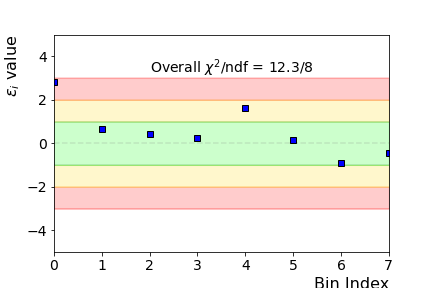 Overall χ²/ndf = 12.3/8
εᵢ value
4
2
0
−2
−4
0 1 2 3 4 5 6 7
Bin Index